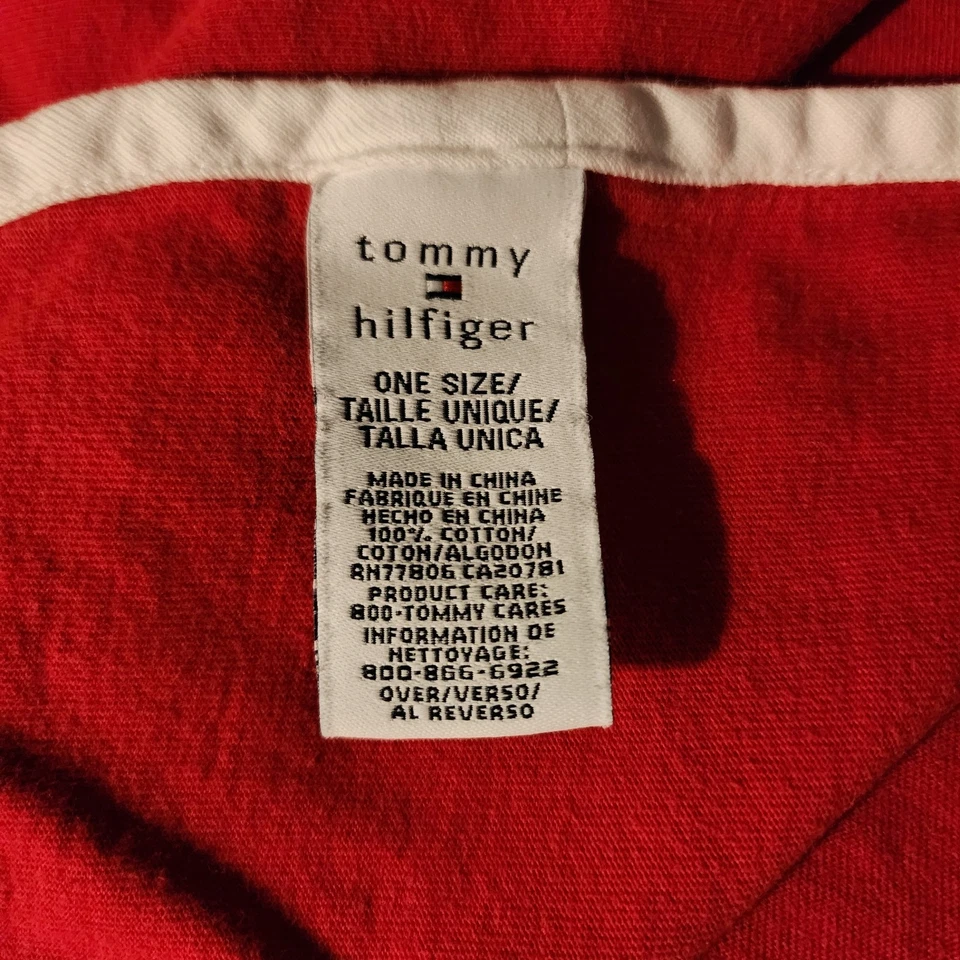 tommy
hilfiger
ONE SIZE/
TAILLE UNIQUE/
TALLA UNICA
MADE IN CHINA
FABRIQUE EN CHINE
HECHO EN CHINA
100% COTTON/
COTON/ALGODON
RN77806 CA20781
PRODUCT CARE:
800-TOMMY CARES
INFORMATION DE
NETTOYAGE:
800-866-6922
OVER/VERSO/
AL REVERSO